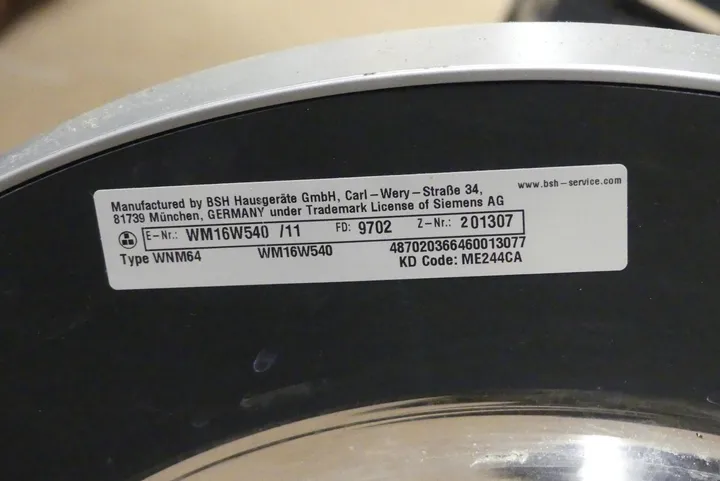 Manufactured by BSH Hausgeräte GmbH, Carl-Wery-Straße 34,
81739 München, GERMANY under Trademark License of Siemens AG
www.bsh-service.com
E-Nr.: WM16W540 /11 FD: 9702 Z-Nr.: 201307
Type WNM64 WM16W540 487020366460013077
KD Code: ME244CA